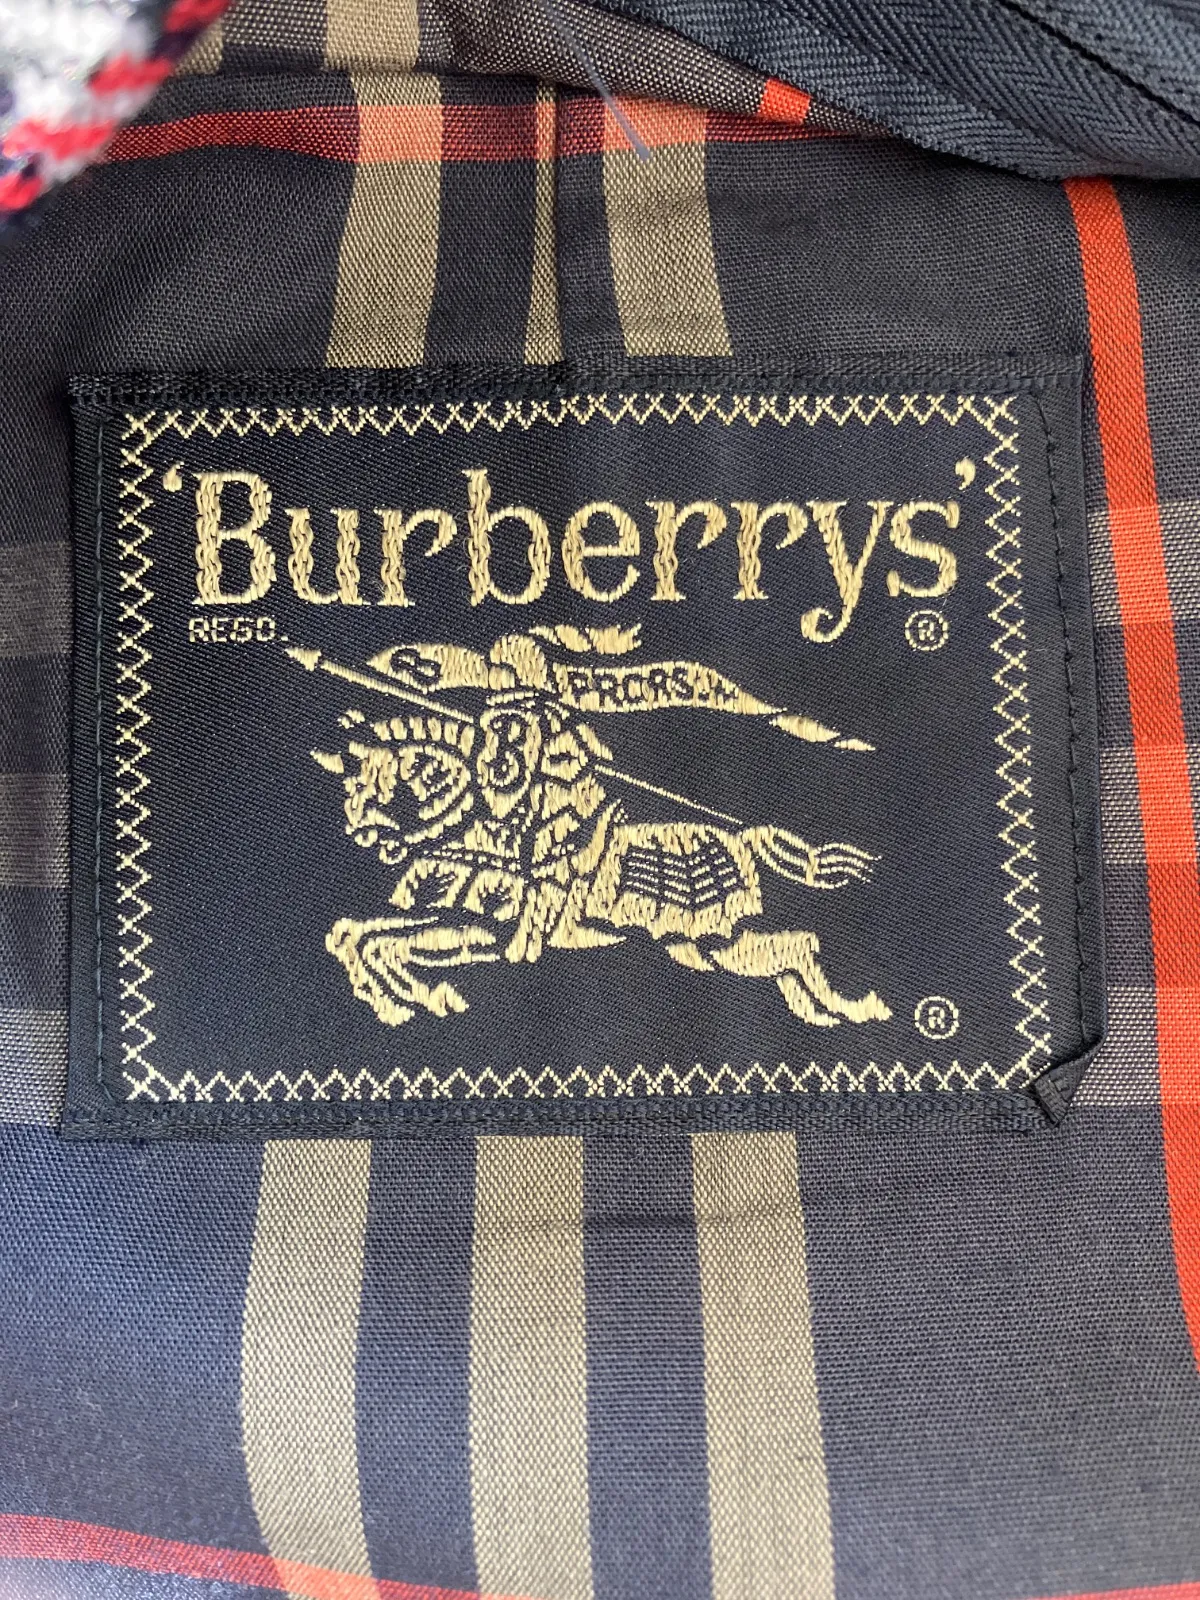 'Burberrys'
REGD. ®
PRORSUM
B
®